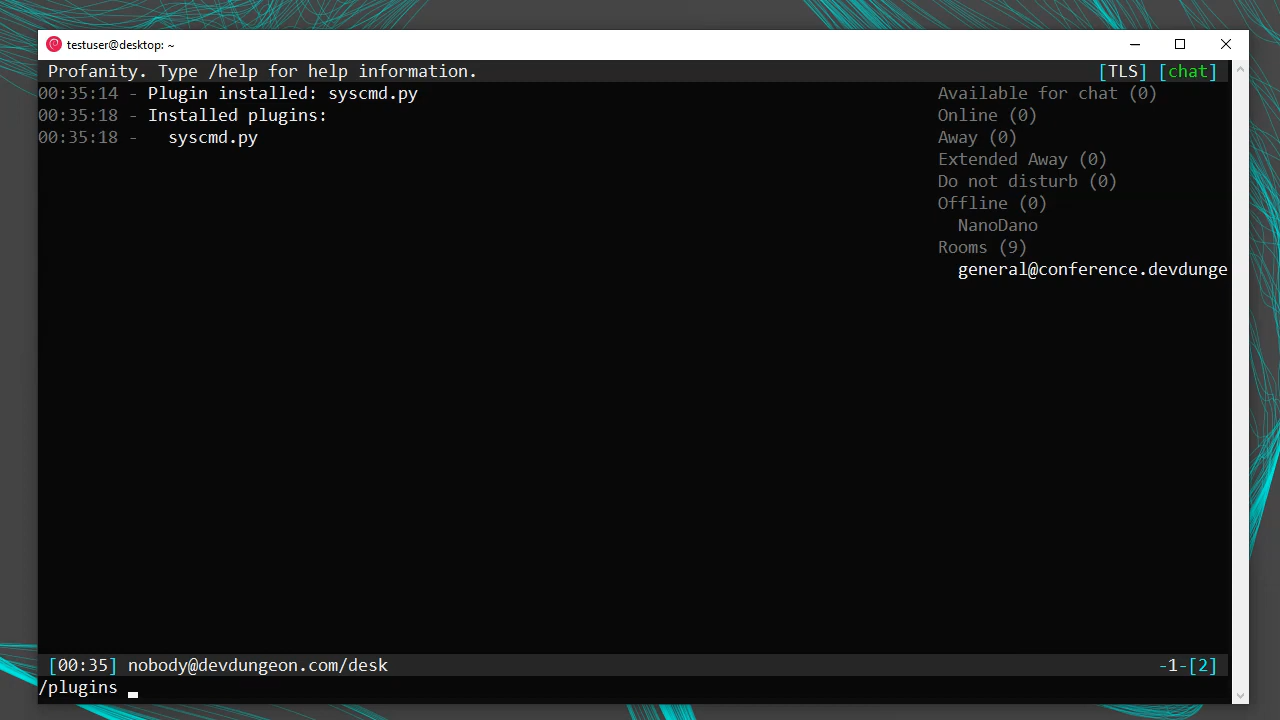 testuser@desktop: ~
Profanity. Type /help for help information. [TLS] [chat]
00:35:14 - Plugin installed: syscmd.py
00:35:18 - Installed plugins:
00:35:18 -   syscmd.py
Available for chat (0)
Online (0)
Away (0)
Extended Away (0)
Do not disturb (0)
Offline (0)
NanoDano
Rooms (9)
general@conference.devdunge
[00:35] nobody@devdungeon.com/desk -1-[2]
/plugins _